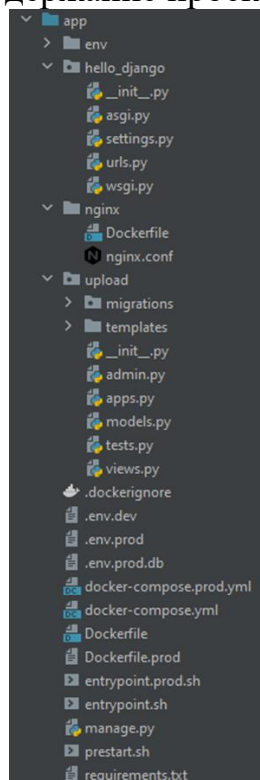 app
env
hello_django
__init__.py
asgi.py
settings.py
urls.py
wsgi.py
nginx
Dockerfile
nginx.conf
upload
migrations
templates
__init__.py
admin.py
apps.py
models.py
tests.py
views.py
.dockerignore
.env.dev
.env.prod
.env.prod.db
docker-compose.prod.yml
docker-compose.yml
Dockerfile
Dockerfile.prod
entrypoint.prod.sh
entrypoint.sh
manage.py
prestart.sh
requirements.txt